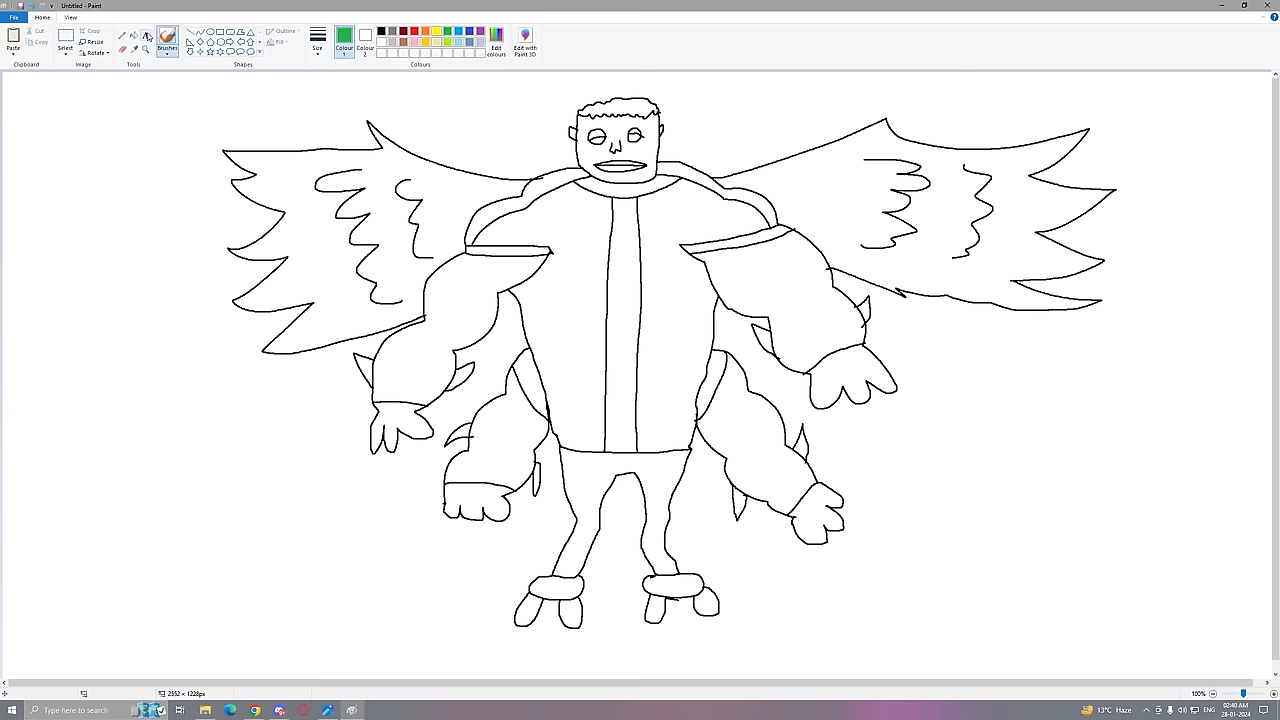 Untitled - Paint
File Home View
Paste
Cut
Copy
Clipboard
Select
Crop
Resize
Rotate
Image
Tools
Brushes
Shapes
Outline
Fill
Size
Colour 1
Colour 2
Colours
Edit colours
Edit with Paint 3D
2552 × 1228px
100%
Type here to search
13°C Haze
ENG
02:40 AM
28-01-2024